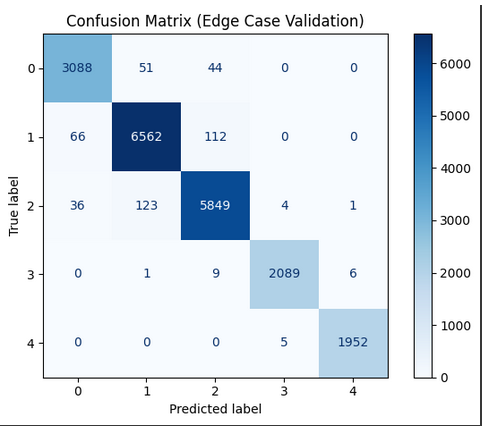 Confusion Matrix (Edge Case Validation)
0 3088 51 44 0 0
1 66 6562 112 0 0
2 36 123 5849 4 1
3 0 1 9 2089 6
4 0 0 0 5 1952
0 1 2 3 4
Predicted label
True label
6000
5000
4000
3000
2000
1000
0